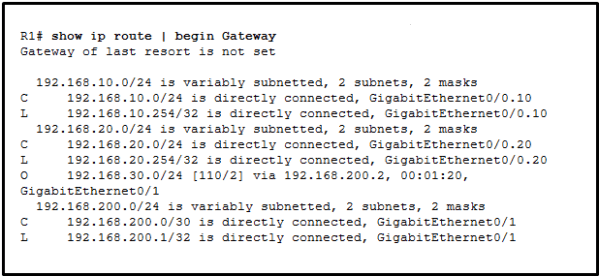 R1# show ip route | begin Gateway
Gateway of last resort is not set
192.168.10.0/24 is variably subnetted, 2 subnets, 2 masks
C 192.168.10.0/24 is directly connected, GigabitEthernet0/0.10
L 192.168.10.254/32 is directly connected, GigabitEthernet0/0.10
192.168.20.0/24 is variably subnetted, 2 subnets, 2 masks
C 192.168.20.0/24 is directly connected, GigabitEthernet0/0.20
L 192.168.20.254/32 is directly connected, GigabitEthernet0/0.20
O 192.168.30.0/24 [110/2] via 192.168.200.2, 00:01:20,
GigabitEthernet0/1
192.168.200.0/24 is variably subnetted, 2 subnets, 2 masks
C 192.168.200.0/30 is directly connected, GigabitEthernet0/1
L 192.168.200.1/32 is directly connected, GigabitEthernet0/1